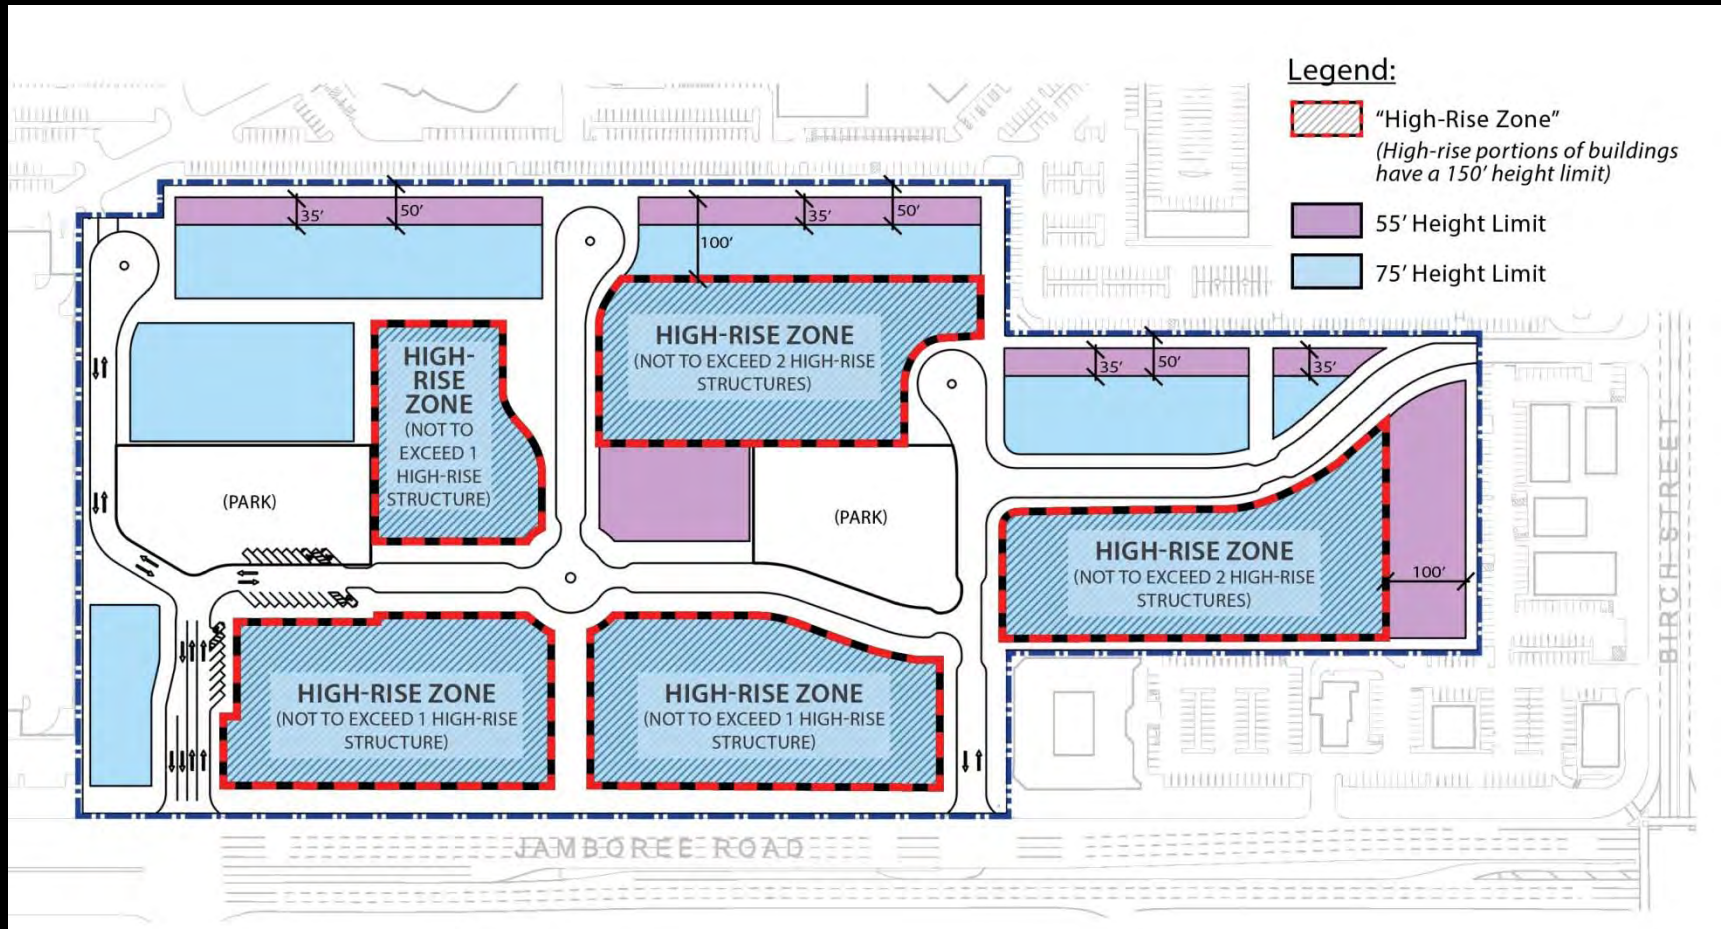 Legend:
“High-Rise Zone”
(High-rise portions of buildings
have a 150’ height limit)
55’ Height Limit
75’ Height Limit
35’
50’
35’
50’
100’
HIGH-RISE ZONE
(NOT TO EXCEED 2 HIGH-RISE
STRUCTURES)
HIGH-
RISE
ZONE
(NOT TO
EXCEED 1
HIGH-RISE
STRUCTURE)
35’
50’
35’
(PARK)
(PARK)
HIGH-RISE ZONE
(NOT TO EXCEED 2 HIGH-RISE
STRUCTURES)
100’
BIRCH STREET
HIGH-RISE ZONE
(NOT TO EXCEED 1 HIGH-RISE
STRUCTURE)
HIGH-RISE ZONE
(NOT TO EXCEED 1 HIGH-RISE
STRUCTURE)
JAMBOREE ROAD